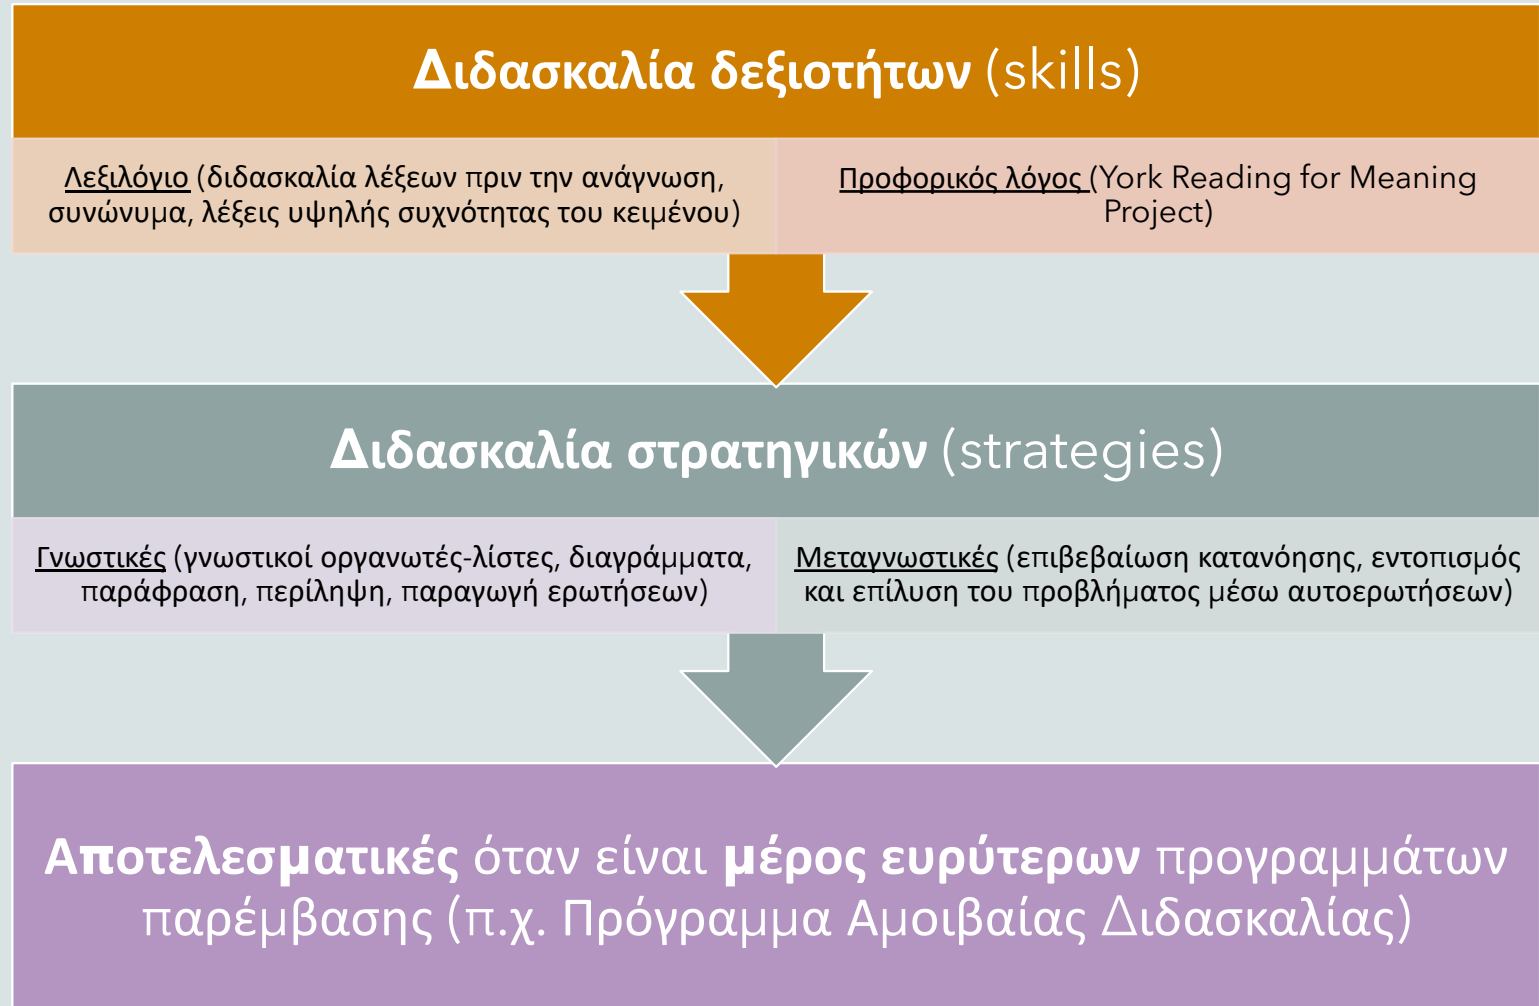 Διδασκαλία δεξιοτήτων (skills)
Λεξιλόγιο (διδασκαλία λέξεων πριν την ανάγνωση,
συνώνυμα, λέξεις υψηλής συχνότητας του κειμένου)
Προφορικός λόγος (York Reading for Meaning
Project)
Διδασκαλία στρατηγικών (strategies)
Γνωστικές (γνωστικοί οργανωτές-λίστες, διαγράμματα,
παράφραση, περίληψη, παραγωγή ερωτήσεων)
Μεταγνωστικές (επιβεβαίωση κατανόησης, εντοπισμός
και επίλυση του προβλήματος μέσω αυτοερωτήσεων)
Αποτελεσματικές όταν είναι μέρος ευρύτερων προγραμμάτων
παρέμβασης (π.χ. Πρόγραμμα Αμοιβαίας Διδασκαλίας)